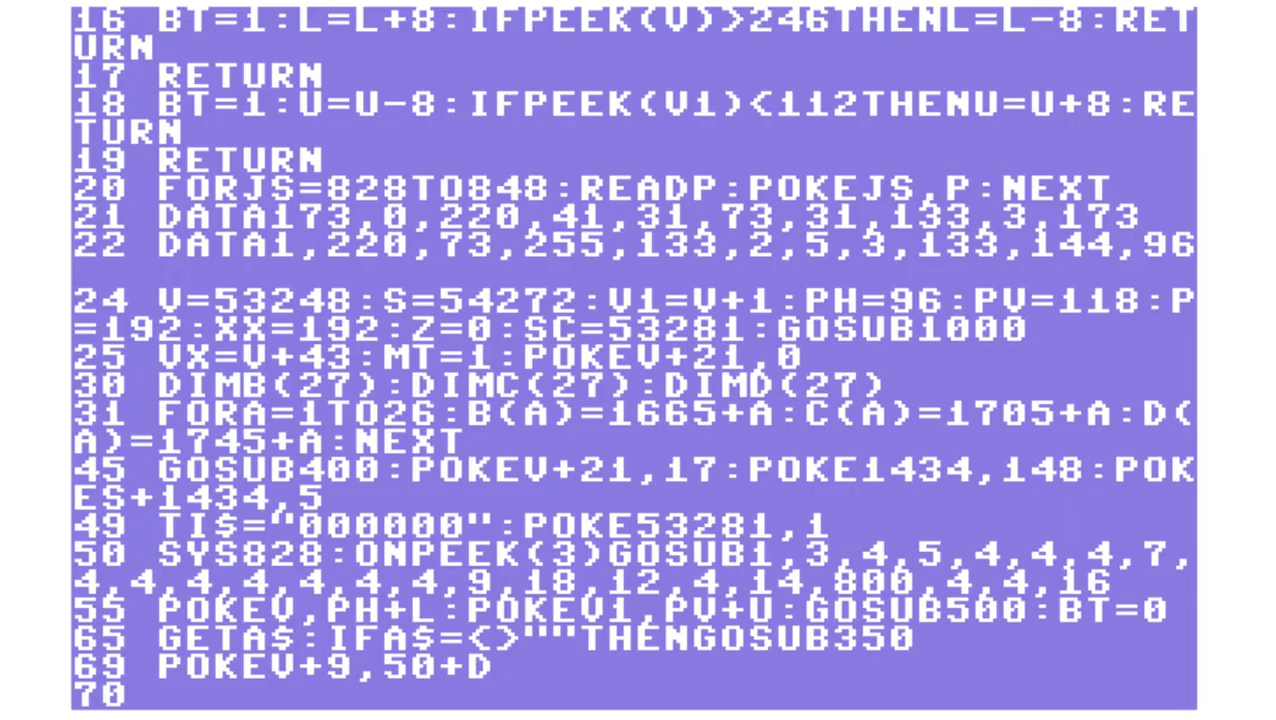 16 BT=1:L=L+8:IFPEEK(V)>246THENL=L-8:RET
URN
17 RETURN
18 BT=1:U=U-8:IFPEEK(V1)<112THENU=U+8:RE
TURN
19 RETURN
20 FORJS=828TO848:READP:POKEJS,P:NEXT
21 DATA173,0,220,41,31,73,31,133,3,173
22 DATA1,220,73,255,133,2,5,3,133,144,96
24 V=53248:S=54272:V1=V+1:PH=96:PV=118:P
=192:XX=192:Z=0:SC=53281:GOSUB1000
25 VX=V+43:MT=1:POKEV+21,0
30 DIMB(27):DIMC(27):DIMD(27)
31 FORA=1TO26:B(A)=1665+A:C(A)=1705+A:D(
A)=1745+A:NEXT
45 GOSUB400:POKEV+21,17:POKE1434,148:POK
ES+1434,5
49 TI$="000000":POKE53281,1
50 SYS828:ONPEEK(3)GOSUB1,3,4,5,4,4,4,7,
4,4,4,4,4,4,4,9,18,12,4,14,800,4,4,16
55 POKEV,PH+L:POKEV1,PV+U:GOSUB500:BT=0
65 GETA$:IFA$=<>""THENGOSUB350
69 POKEV+9,50+D
70